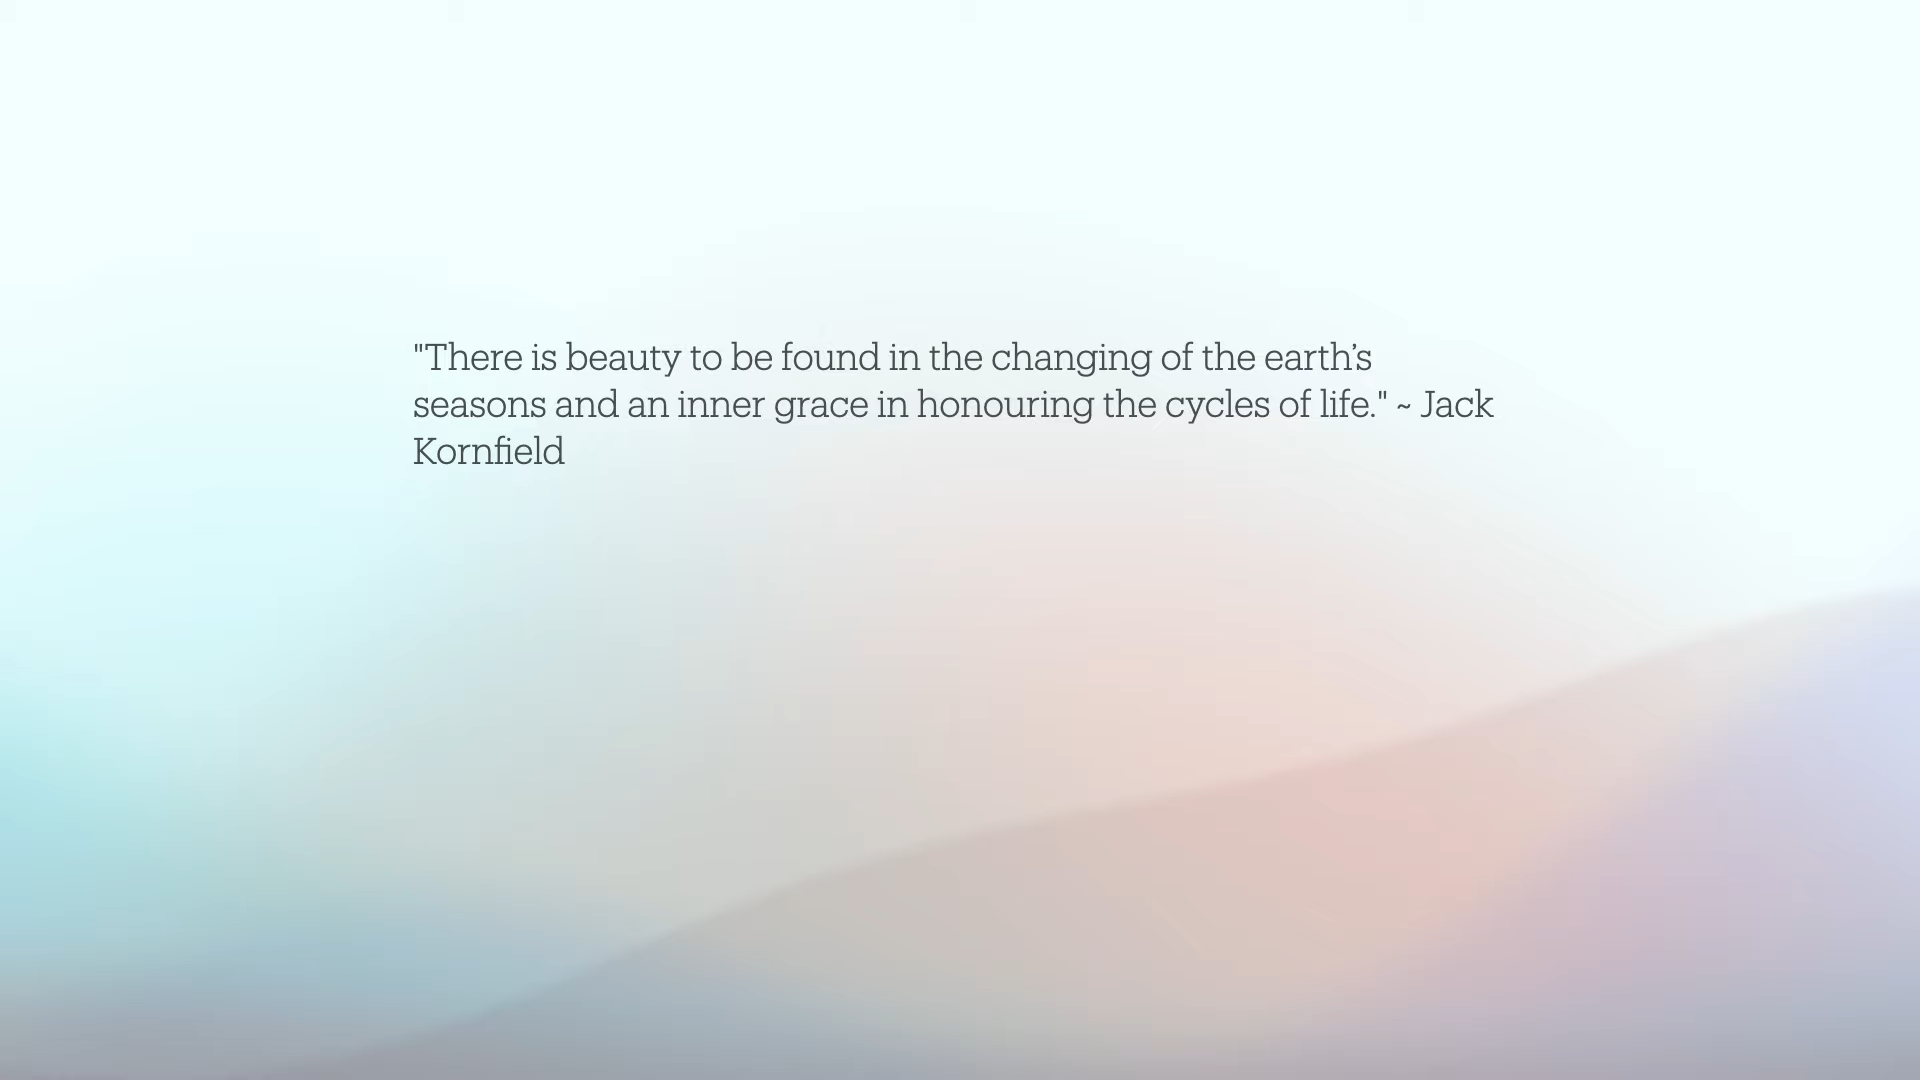 "There is beauty to be found in the changing of the earth’s
seasons and an inner grace in honouring the cycles of life." ~ Jack
Kornfield